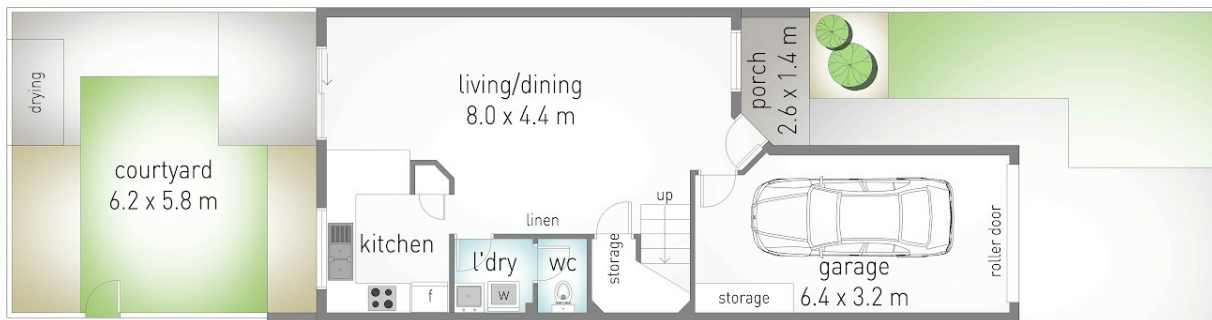 drying
courtyard
6.2 x 5.8 m
living/dining
8.0 x 4.4 m
porch
2.6 x 1.4 m
kitchen
f
l'dry
W
wc
linen
storage
up
garage
6.4 x 3.2 m
storage
roller door